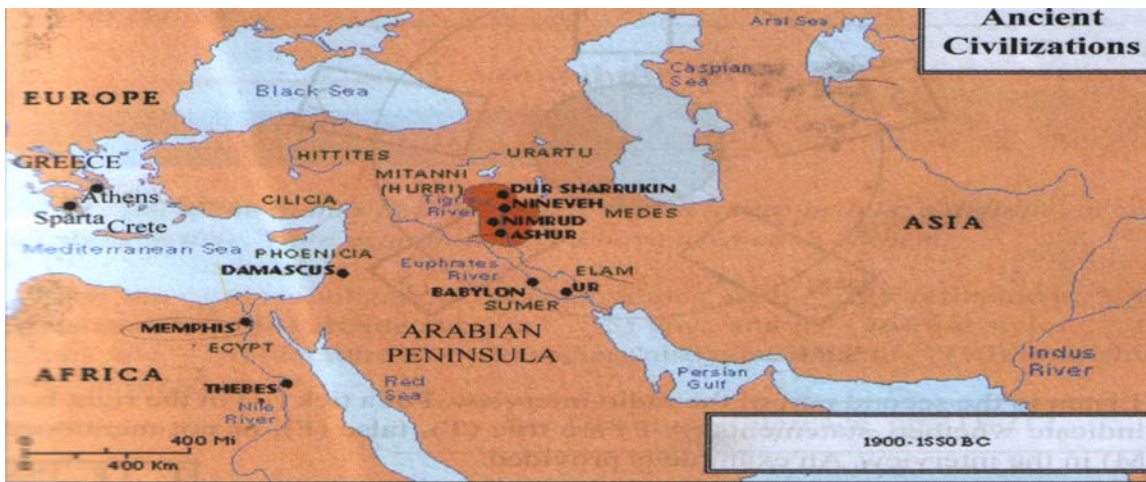 Ancient
Civilizations
Aral Sea
Caspian
Sea
Black Sea
EUROPE
GREECE
Athens
Sparta
Crete
Mediterranean Sea
HITTITES
URARTU
MITANNI
(HURRI)
Tigris
River
CILICIA
DUR SHARRUKIN
NINEVEH
NIMRUD
ASHUR
MEDES
ASIA
PHOENICIA
DAMASCUS
Euphrates
River
ELAM
BABYLON
UR
SUMER
MEMPHIS
EGYPT
ARABIAN
PENINSULA
AFRICA
THEBES
Nile
River
Red
Sea
Persian
Gulf
Indus
River
400 Mi
400 Km
1900-1550 BC